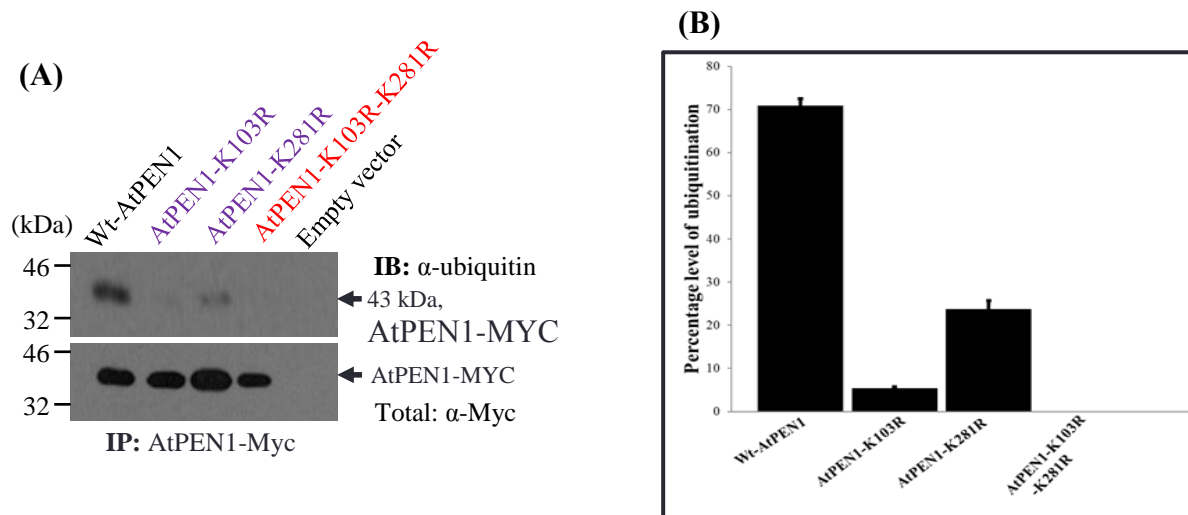 (A)
Wt-AtPEN1
AtPEN1-K103R
AtPEN1-K281R
AtPEN1-K103R-K281R
Empty vector
(kDa)
46
32
IB: α-ubiquitin
43 kDa,
AtPEN1-MYC
46
32
AtPEN1-MYC
Total: α-Myc
IP: AtPEN1-Myc
(B)
Percentage level of ubiquitination
80
70
60
50
40
30
20
10
0
Wt-AtPEN1
AtPEN1-K103R
AtPEN1-K281R
AtPEN1-K103R
-K281R